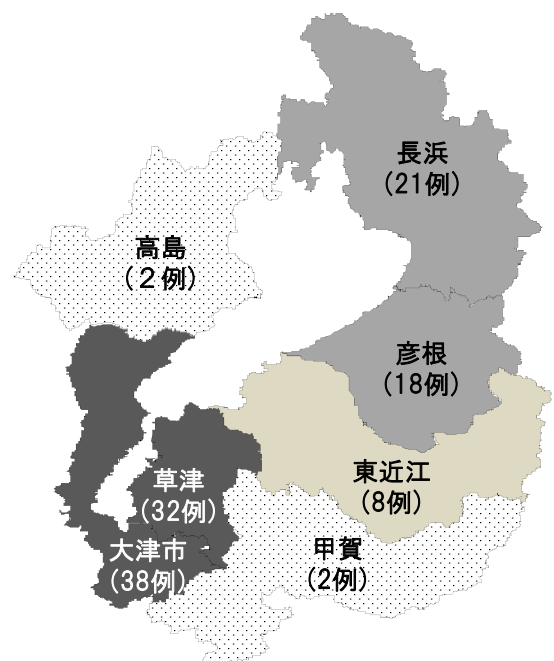 長浜
(21例)
高島
(２例)
彦根
(18例)
東近江
(8例)
草津
(32例)
大津市
(38例)
甲賀
(2例)